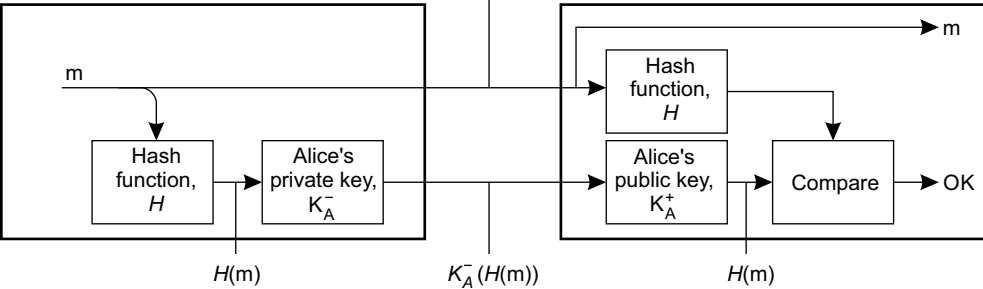 m
m
Hash
function,
H
Hash
function,
H
Alice's
private key,
K_A^-
Alice's
public key,
K_A^+
Compare
OK
H(m)
K_A^-(H(m))
H(m)